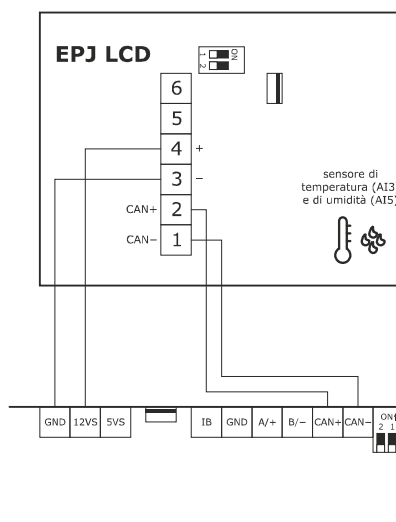 EPJ LCD
ON
1
2
6
5
4 +
3 −
CAN+ 2
CAN− 1
sensore di
temperatura (AI3
e di umidità (AI5)
GND 12VS 5VS IB GND A/+ B/− CAN+ CAN− ON
2 1